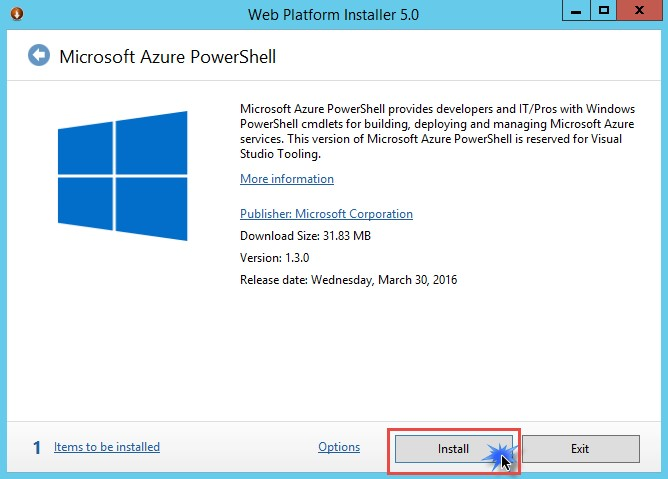 Web Platform Installer 5.0
Microsoft Azure PowerShell
Microsoft Azure PowerShell provides developers and IT/Pros with Windows
PowerShell cmdlets for building, deploying and managing Microsoft Azure
services. This version of Microsoft Azure PowerShell is reserved for Visual
Studio Tooling.
More information
Publisher: Microsoft Corporation
Download Size: 31.83 MB
Version: 1.3.0
Release date: Wednesday, March 30, 2016
1 Items to be installed
Options
Install
Exit